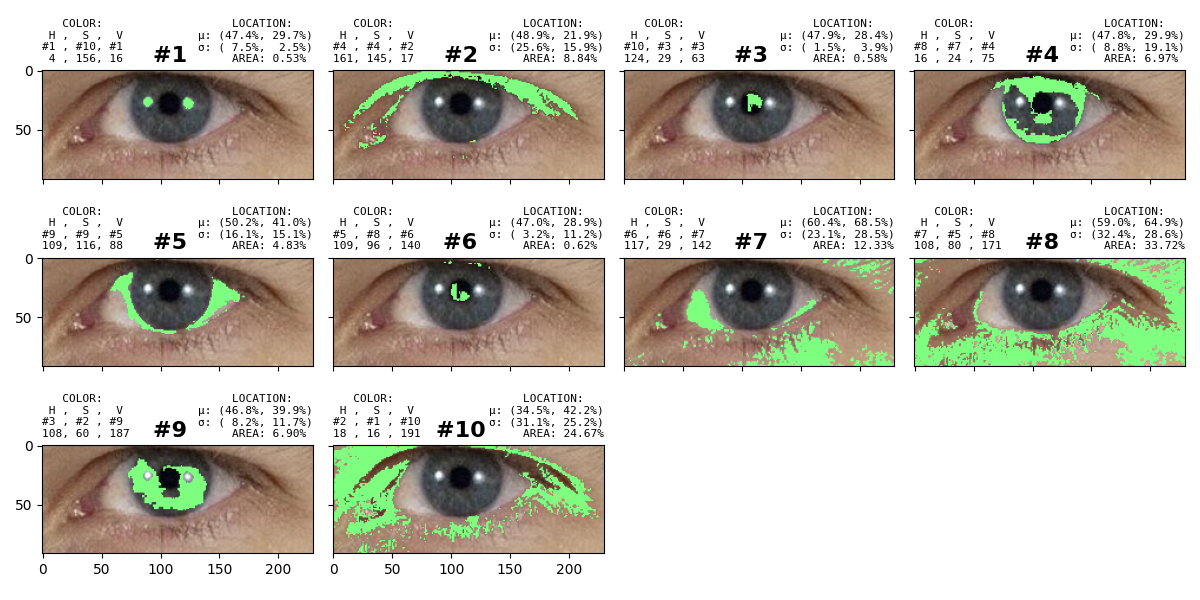 COLOR: LOCATION:
H , S , V μ: (47.4%, 29.7%)
#1 , #10, #1 #1 σ: ( 7.5%, 2.5%)
4 , 156, 16 AREA: 0.53%
COLOR: LOCATION:
H , S , V μ: (48.9%, 21.9%)
#4 , #4 , #2 #2 σ: (25.6%, 15.9%)
161, 145, 17 AREA: 8.84%
COLOR: LOCATION:
H , S , V μ: (47.9%, 28.4%)
#10, #3 , #3 #3 σ: ( 1.5%, 3.9%)
124, 29 , 63 AREA: 0.58%
COLOR: LOCATION:
H , S , V μ: (47.8%, 29.9%)
#8 , #7 , #4 #4 σ: ( 8.8%, 19.1%)
16 , 24 , 75 AREA: 6.97%
0
50
COLOR: LOCATION:
H , S , V μ: (50.2%, 41.0%)
#9 , #9 , #5 #5 σ: (16.1%, 15.1%)
109, 116, 88 AREA: 4.83%
COLOR: LOCATION:
H , S , V μ: (47.0%, 28.9%)
#5 , #8 , #6 #6 σ: ( 3.2%, 11.2%)
109, 96 , 140 AREA: 0.62%
COLOR: LOCATION:
H , S , V μ: (60.4%, 68.5%)
#6 , #6 , #7 #7 σ: (23.1%, 28.5%)
117, 29 , 142 AREA: 12.33%
COLOR: LOCATION:
H , S , V μ: (59.0%, 64.9%)
#7 , #5 , #8 #8 σ: (32.4%, 28.6%)
108, 80 , 171 AREA: 33.72%
0
50
COLOR: LOCATION:
H , S , V μ: (46.8%, 39.9%)
#3 , #2 , #9 #9 σ: ( 8.2%, 11.7%)
108, 60 , 187 AREA: 6.90%
COLOR: LOCATION:
H , S , V μ: (34.5%, 42.2%)
#2 , #1 , #10 #10 σ: (31.1%, 25.2%)
18 , 16 , 191 AREA: 24.67%
0
50
0 50 100 150 200
0 50 100 150 200